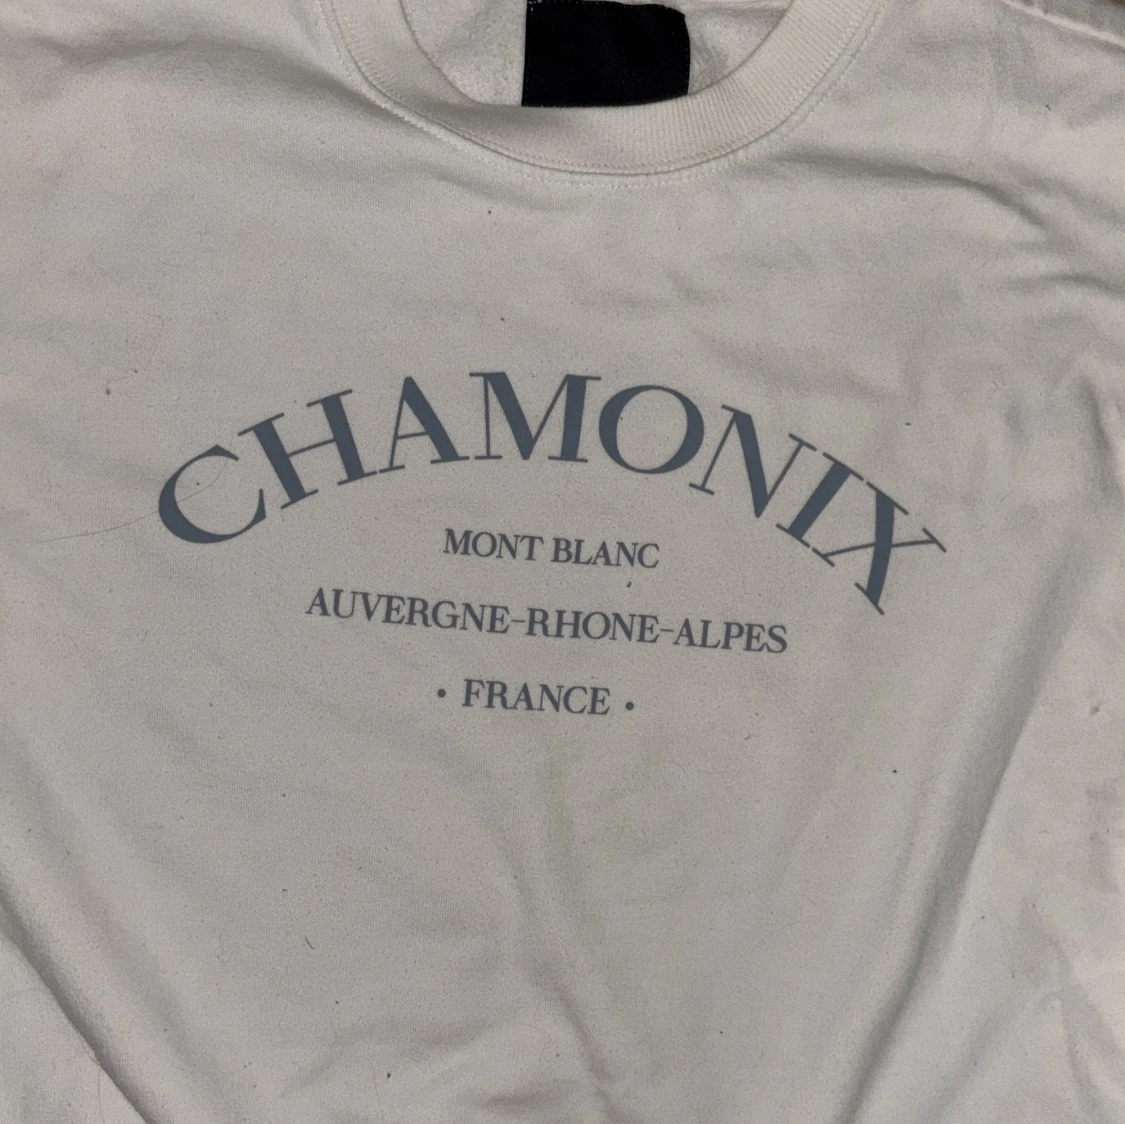 CHAMONIX
MONT BLANC
AUVERGNE-RHONE-ALPES
• FRANCE •